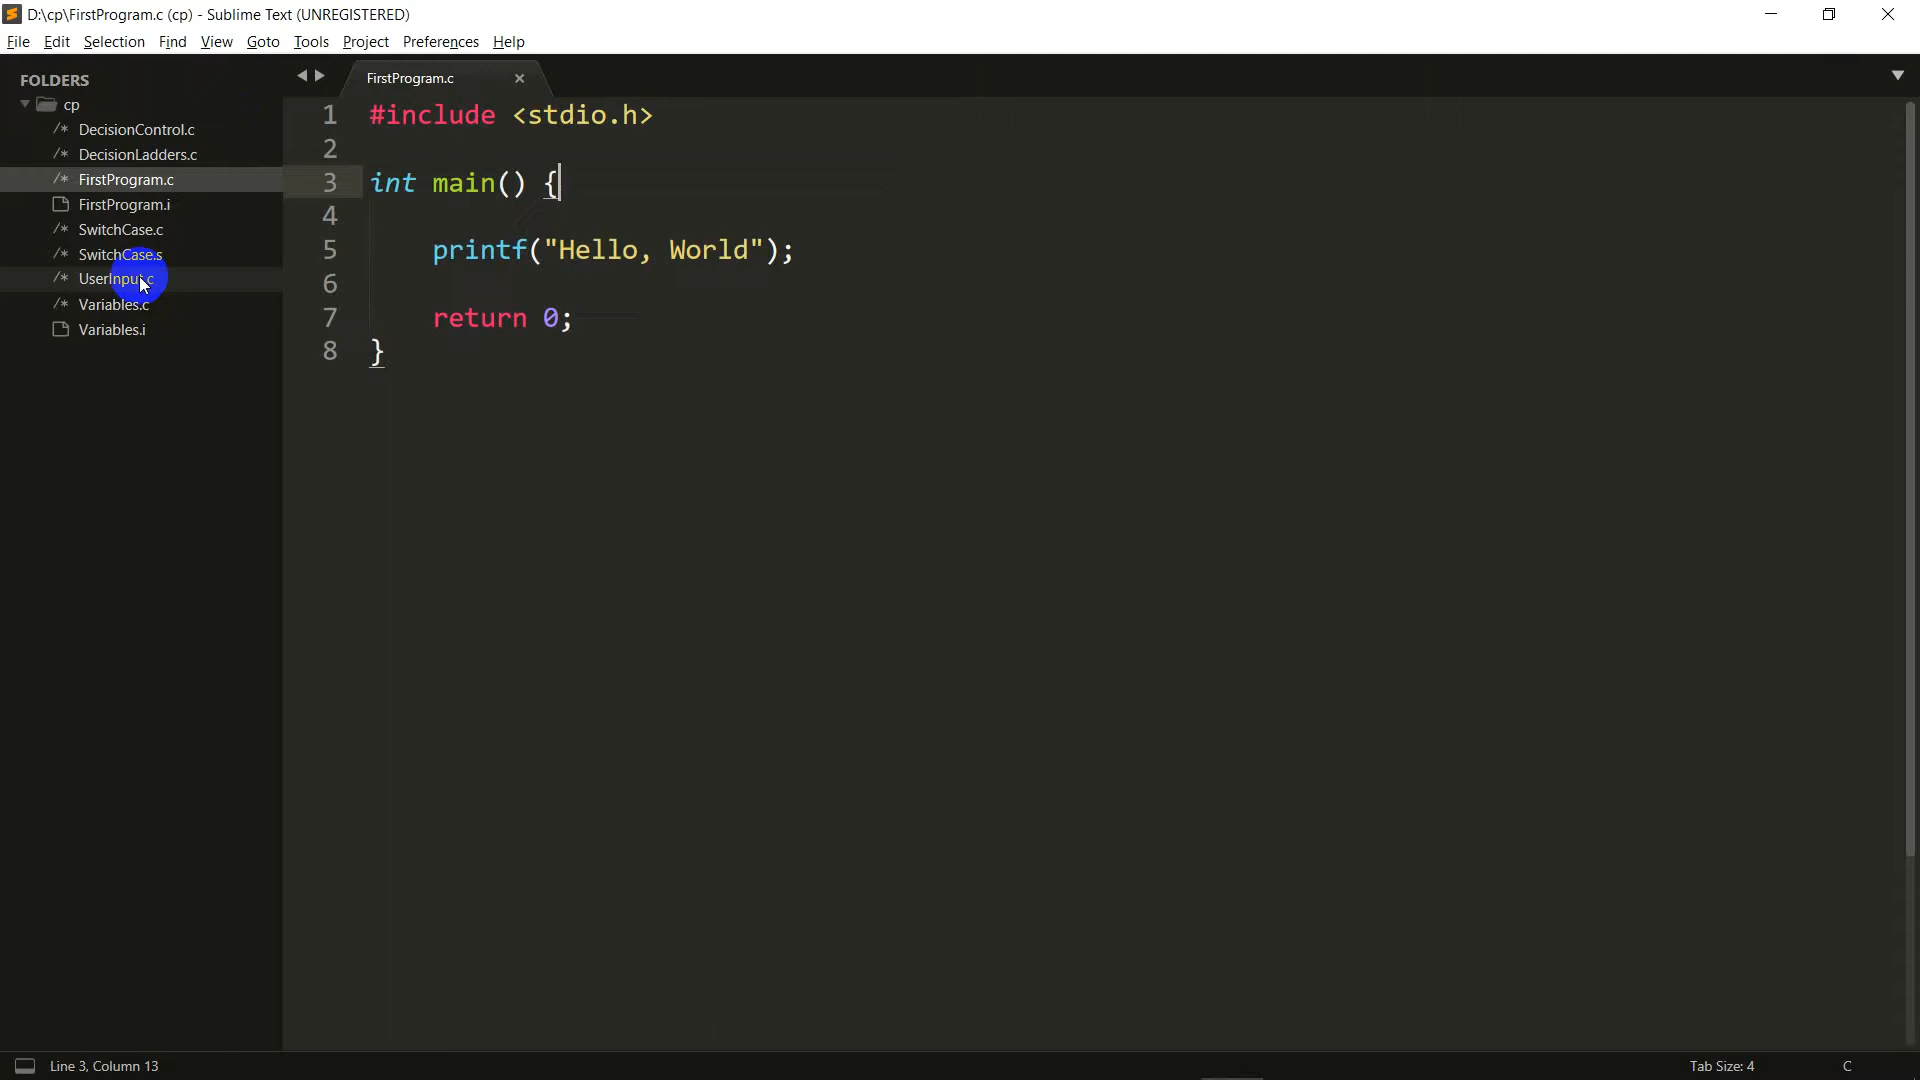 D:\cp\FirstProgram.c (cp) - Sublime Text (UNREGISTERED)
File Edit Selection Find View Goto Tools Project Preferences Help
FOLDERS
cp
DecisionControl.c
DecisionLadders.c
FirstProgram.c
FirstProgram.i
SwitchCase.c
SwitchCase.s
UserInput.c
Variables.c
Variables.i
FirstProgram.c
1 #include <stdio.h>
2
3 int main() {
4
5 printf("Hello, World");
6
7 return 0;
8 }
Line 3, Column 13
Tab Size: 4
C